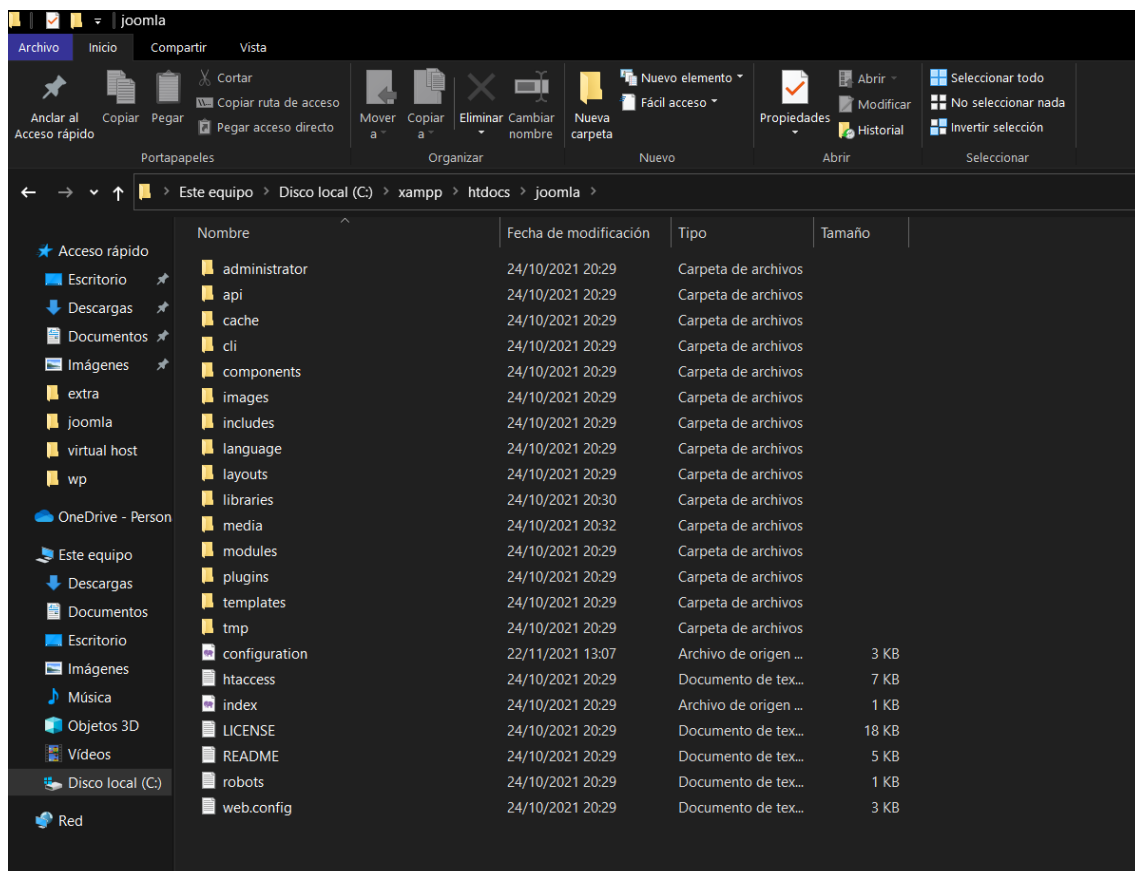 joomla
Archivo Inicio Compartir Vista
Anclar al Acceso rápido
Copiar
Pegar
Cortar
Copiar ruta de acceso
Pegar acceso directo
Portapapeles
Mover a
Copiar a
Eliminar
Cambiar nombre
Organizar
Nueva carpeta
Nuevo elemento
Fácil acceso
Nuevo
Propiedades
Abrir
Modificar
Historial
Abrir
Seleccionar todo
No seleccionar nada
Invertir selección
Seleccionar
Este equipo > Disco local (C:) > xampp > htdocs > joomla >
Acceso rápido
Escritorio
Descargas
Documentos
Imágenes
extra
joomla
virtual host
wp
OneDrive - Person
Este equipo
Descargas
Documentos
Escritorio
Imágenes
Música
Objetos 3D
Vídeos
Disco local (C:)
Red
Nombre Fecha de modificación Tipo Tamaño
administrator 24/10/2021 20:29 Carpeta de archivos
api 24/10/2021 20:29 Carpeta de archivos
cache 24/10/2021 20:29 Carpeta de archivos
cli 24/10/2021 20:29 Carpeta de archivos
components 24/10/2021 20:29 Carpeta de archivos
images 24/10/2021 20:29 Carpeta de archivos
includes 24/10/2021 20:29 Carpeta de archivos
language 24/10/2021 20:29 Carpeta de archivos
layouts 24/10/2021 20:29 Carpeta de archivos
libraries 24/10/2021 20:30 Carpeta de archivos
media 24/10/2021 20:32 Carpeta de archivos
modules 24/10/2021 20:29 Carpeta de archivos
plugins 24/10/2021 20:29 Carpeta de archivos
templates 24/10/2021 20:29 Carpeta de archivos
tmp 24/10/2021 20:29 Carpeta de archivos
configuration 22/11/2021 13:07 Archivo de origen ... 3 KB
htaccess 24/10/2021 20:29 Documento de tex... 7 KB
index 24/10/2021 20:29 Archivo de origen ... 1 KB
LICENSE 24/10/2021 20:29 Documento de tex... 18 KB
README 24/10/2021 20:29 Documento de tex... 5 KB
robots 24/10/2021 20:29 Documento de tex... 1 KB
web.config 24/10/2021 20:29 Documento de tex... 3 KB